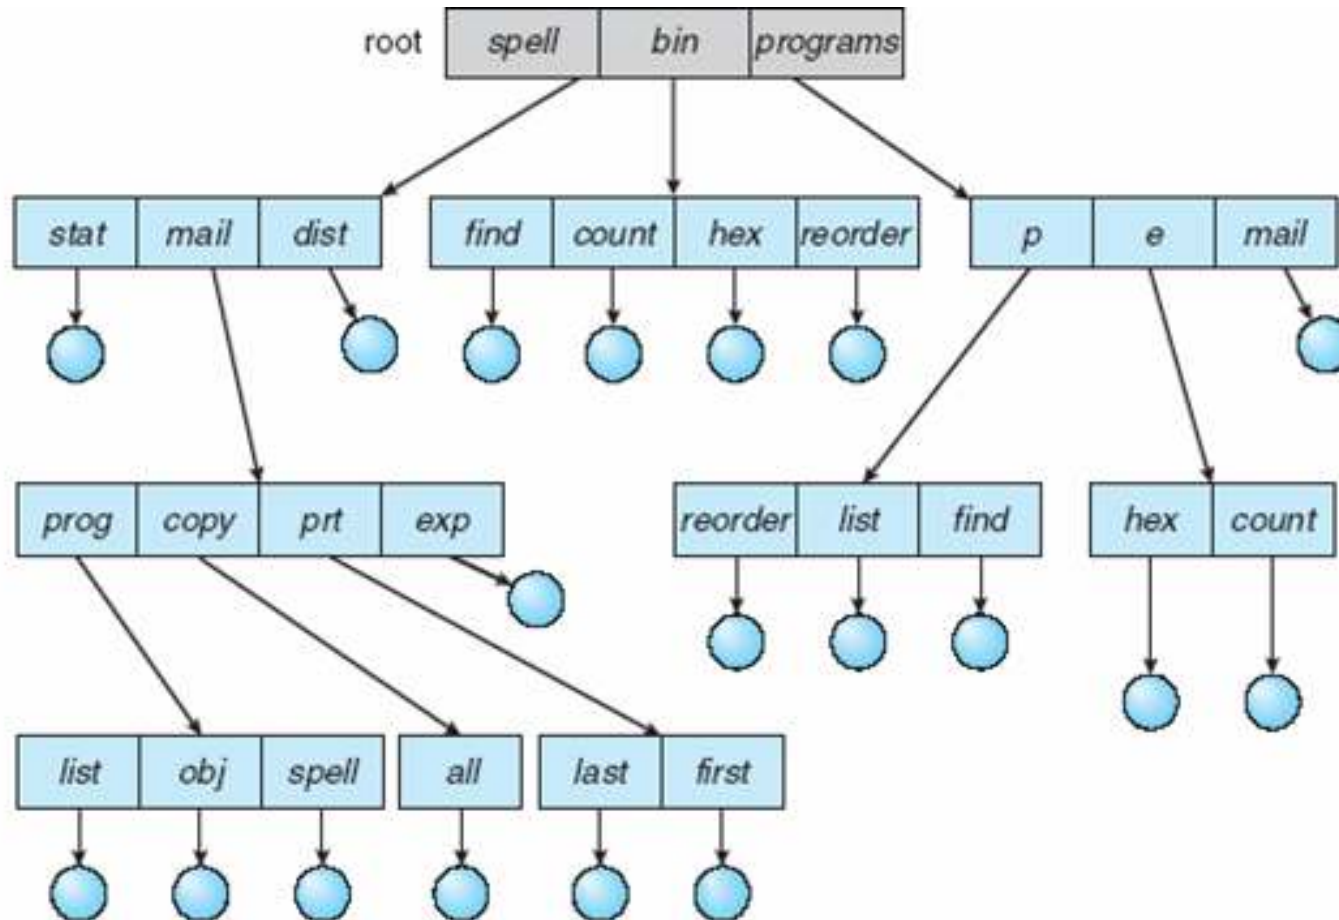 root spell bin programs
stat mail dist find count hex reorder p e mail
prog copy prt exp reorder list find hex count
list obj spell all last first